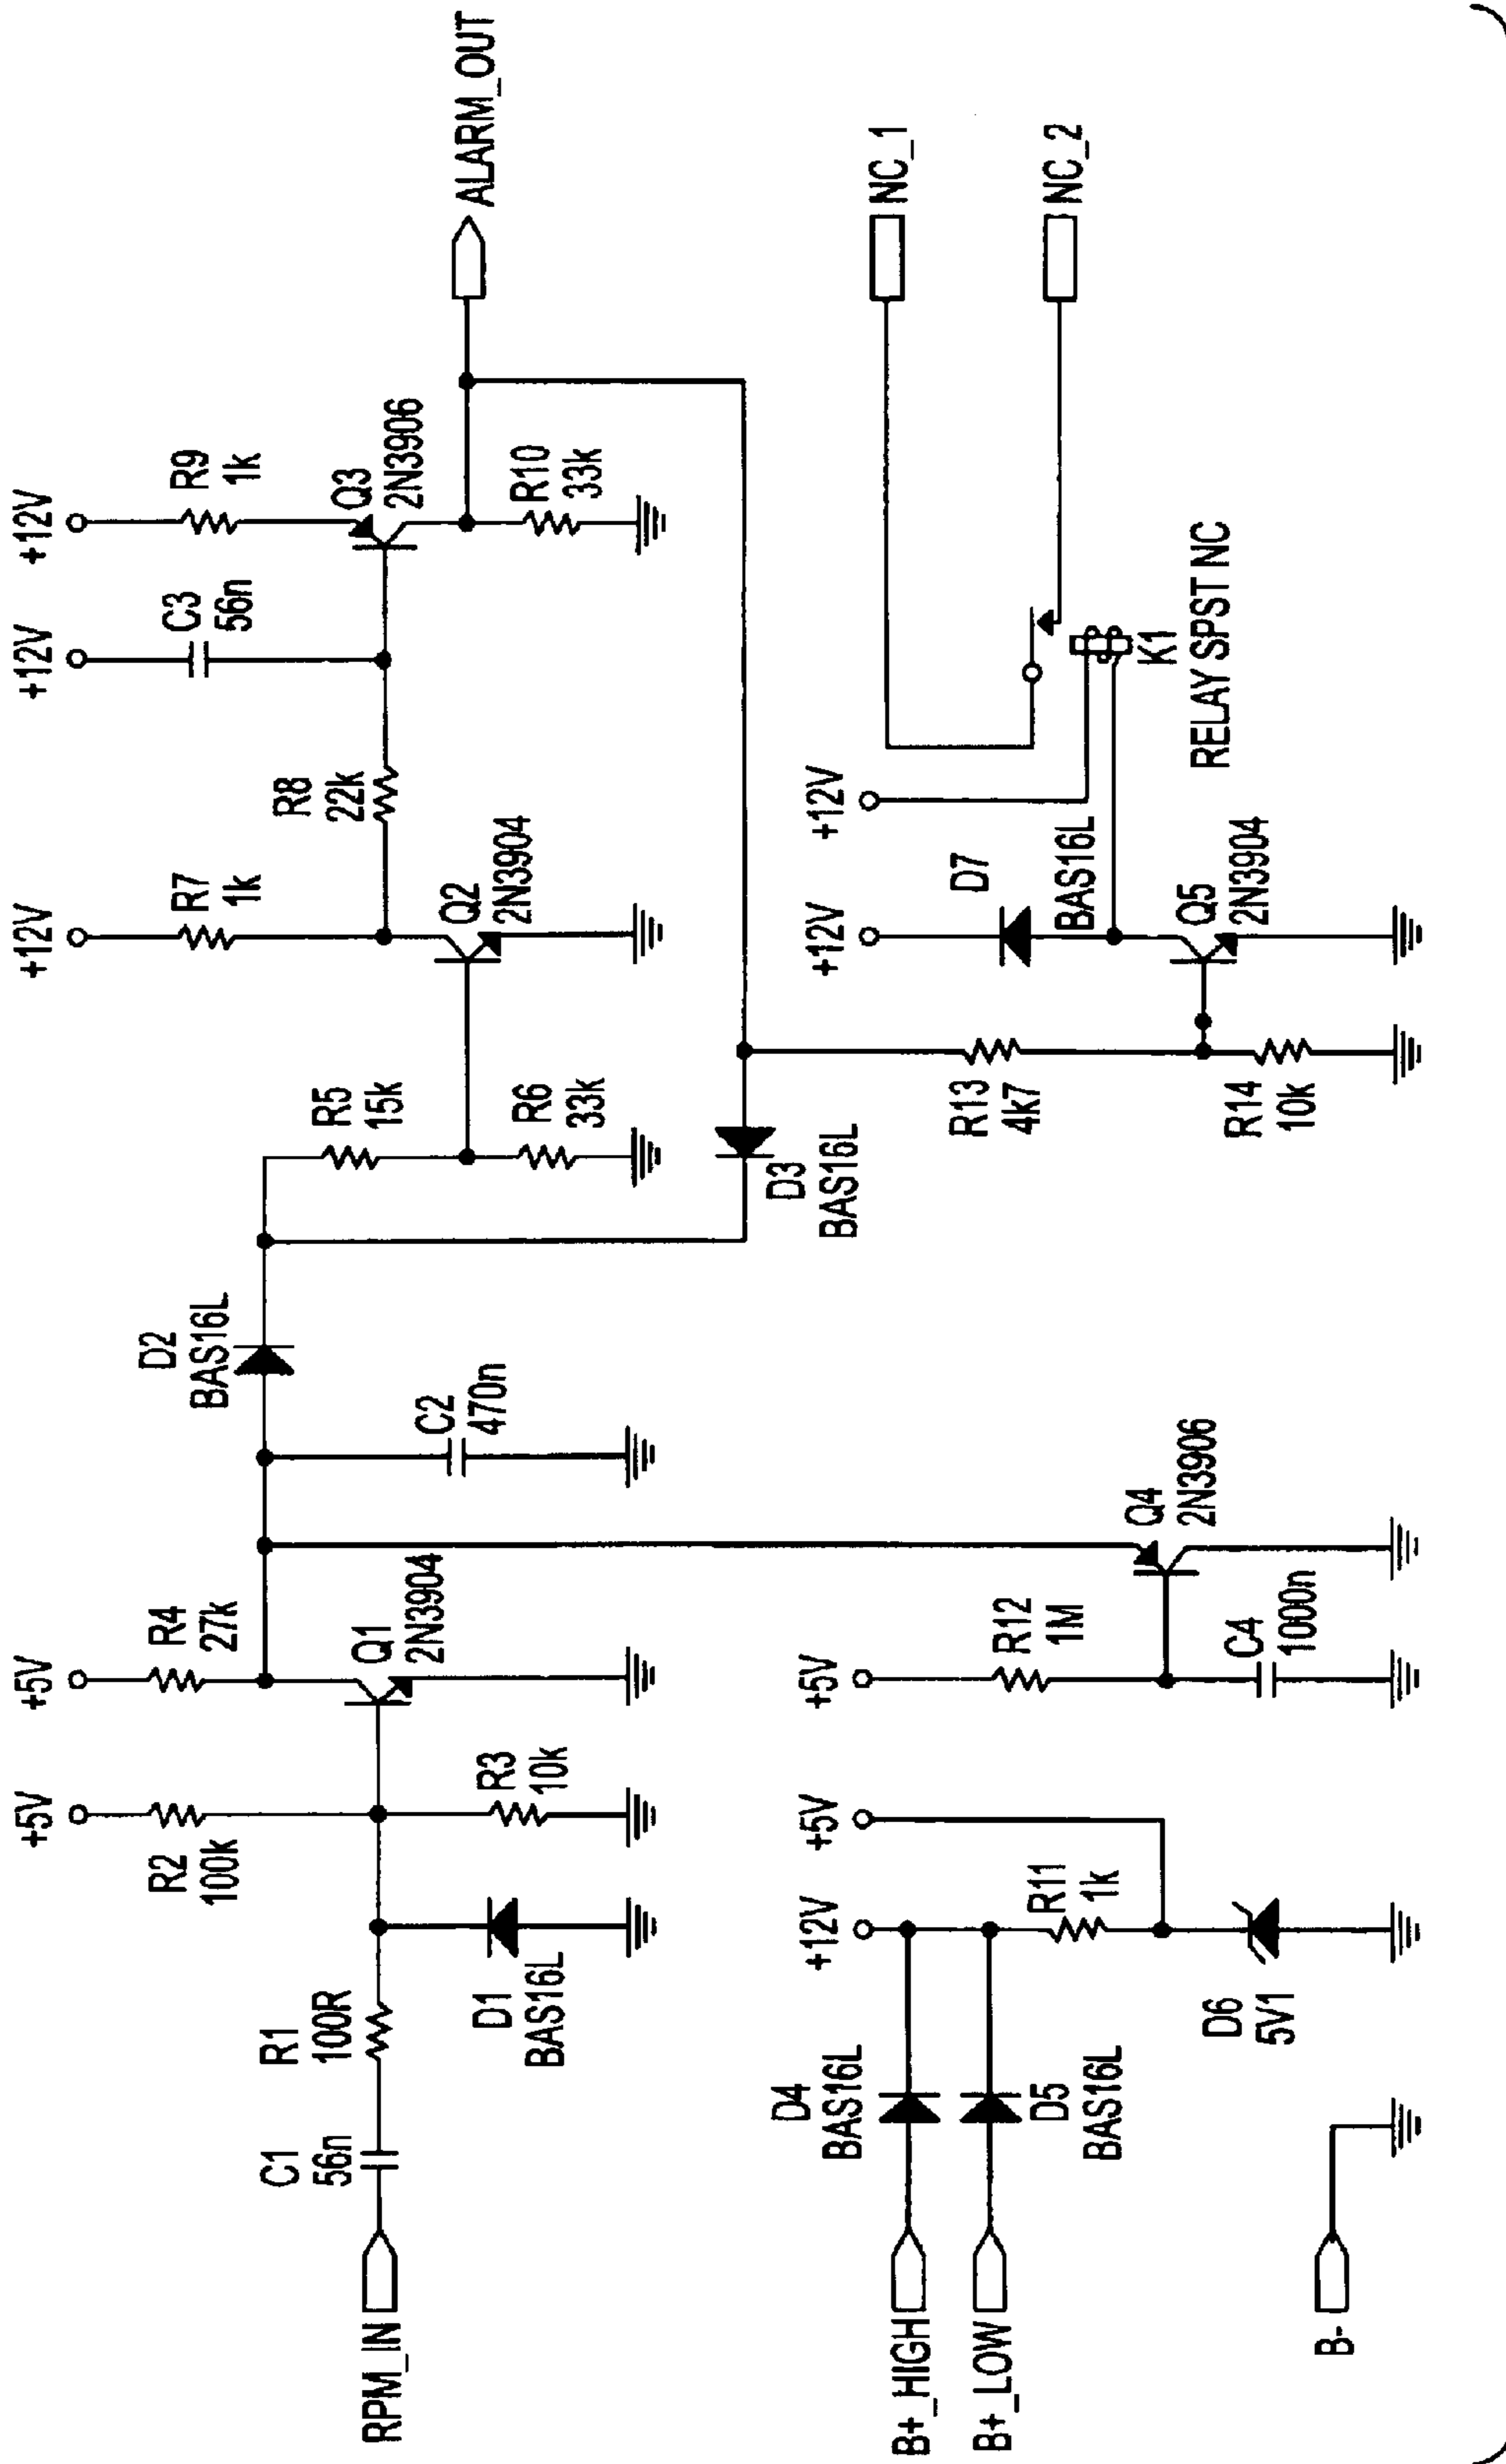 RPM_IN
C1
56n
R1
100R
D1
BAS16L
+5V
R2
100k
R3
10k
+5V
R4
27k
Q1
2N3904
C2
470n
D2
BAS16L
R5
15k
R6
33k
+12V
R7
1k
Q2
2N3904
R8
22k
+12V
C3
56n
+12V
R9
1k
Q3
2N3906
R10
33k
ALARM_OUT
D3
BAS16L
B+_HIGH
B+_LOW
B-
D4
BAS16L
D5
BAS16L
+12V
+5V
R11
1k
D6
5V1
+5V
R12
1M
C4
1000n
Q4
2N3906
R13
4k7
R14
10k
+12V
D7
BAS16L
Q5
2N3904
+12V
K1
RELAY SPST NC
NC_1
NC_2